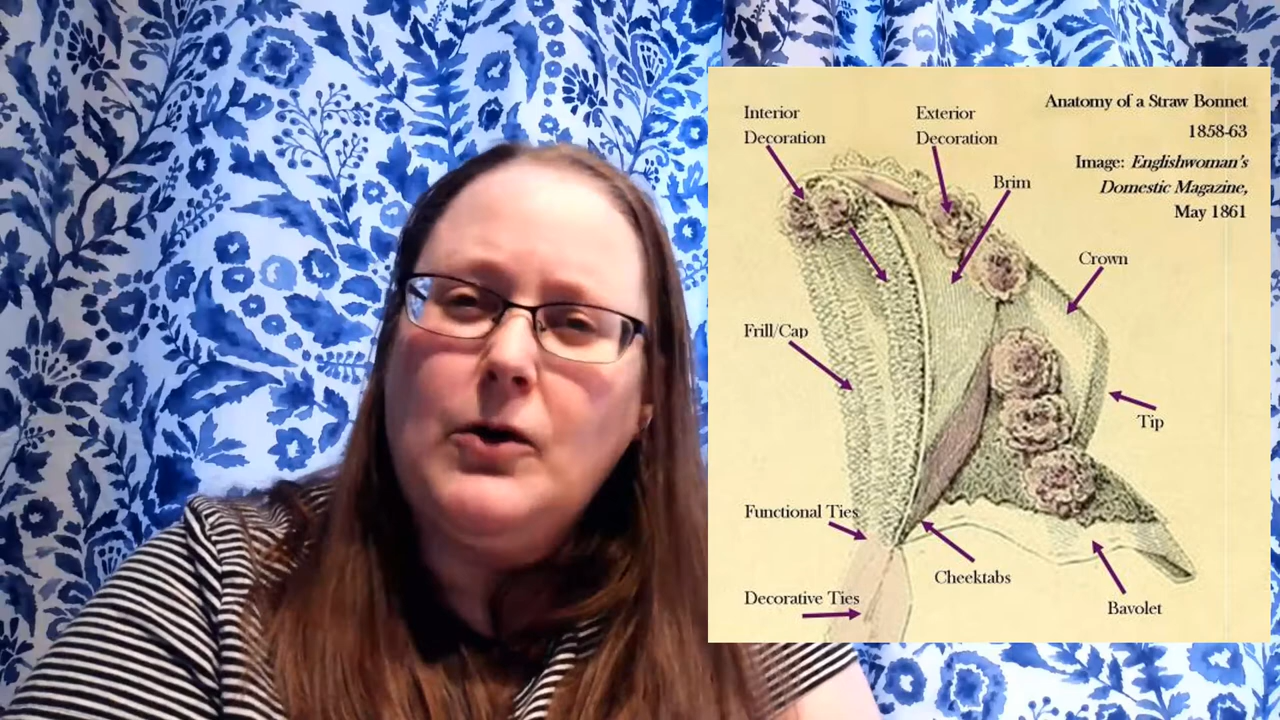 Anatomy of a Straw Bonnet
1858-63
Image: Englishwoman's
Domestic Magazine,
May 1861
Interior
Decoration
Exterior
Decoration
Brim
Crown
Frill/Cap
Tip
Functional Ties
Cheektabs
Decorative Ties
Bavolet